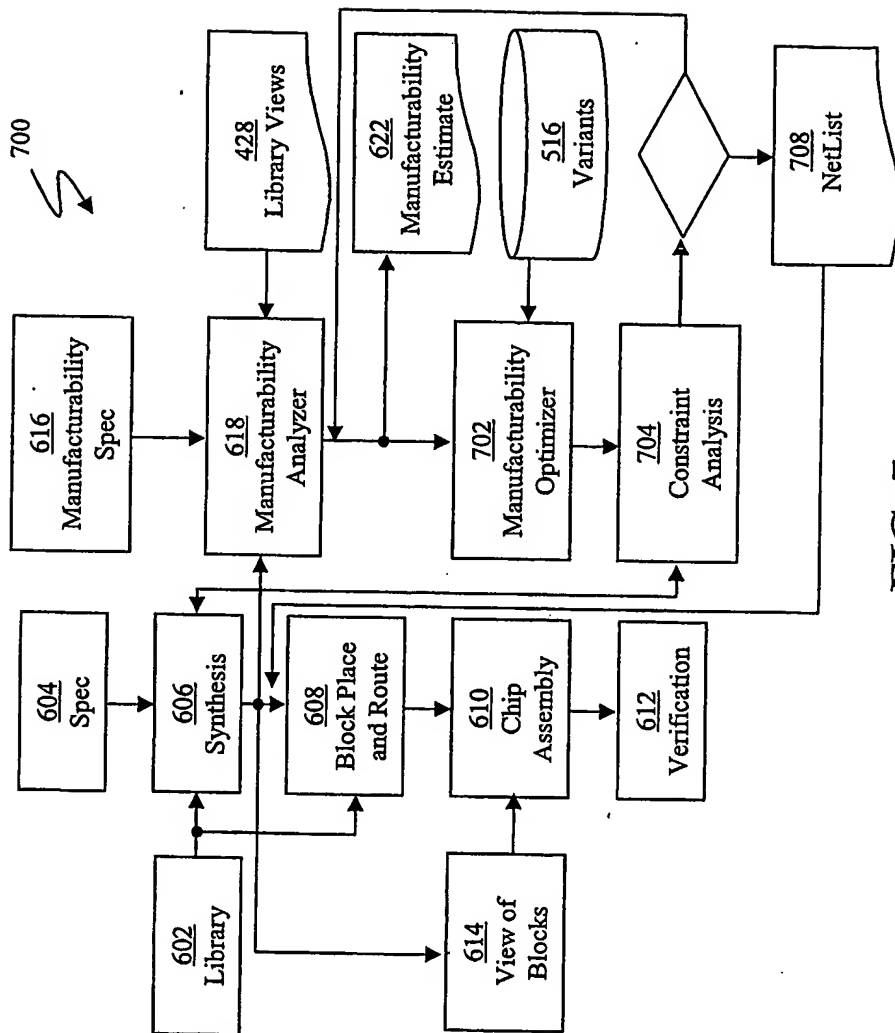 700
604
Spec
616
Manufacturability
Spec
602
Library
606
Synthesis
618
Manufacturability
Analyzer
428
Library Views
608
Block Place
and Route
622
Manufacturability
Estimate
614
View of
Blocks
610
Chip
Assembly
702
Manufacturability
Optimizer
516
Variants
612
Verification
704
Constraint
Analysis
708
NetList